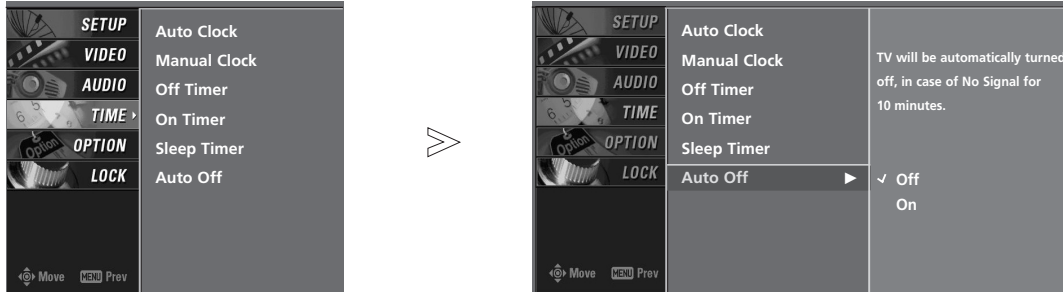 SETUP
VIDEO
AUDIO
TIME
OPTION
LOCK
Auto Clock
Manual Clock
Off Timer
On Timer
Sleep Timer
Auto Off
Option
Move MENU Prev
SETUP
VIDEO
AUDIO
TIME
OPTION
LOCK
Auto Clock
Manual Clock
Off Timer
On Timer
Sleep Timer
Auto Off ►
TV will be automatically turned
off, in case of No Signal for
10 minutes.
✓ Off
On
Option
Move MENU Prev